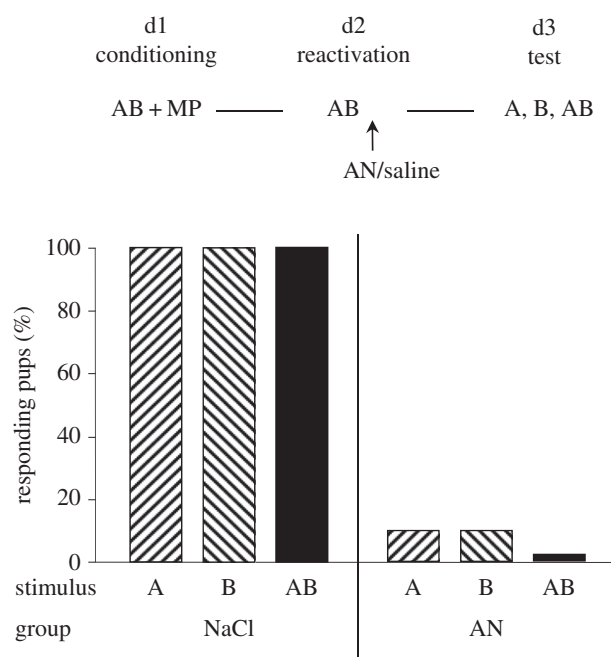 d1 d2 d3
conditioning reactivation test
AB + MP AB A, B, AB
AN/saline
responding pups (%)
100
80
60
40
20
0
stimulus A B AB A B AB
group NaCl AN